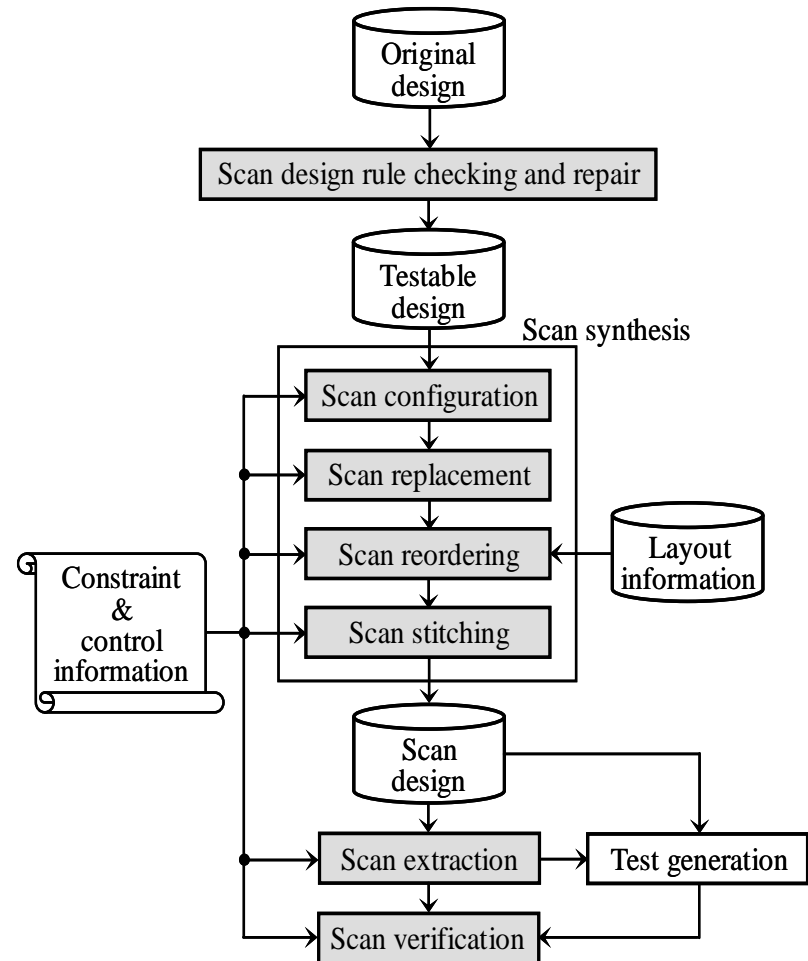 Original
design
Scan design rule checking and repair
Testable
design
Scan synthesis
Scan configuration
Scan replacement
Scan reordering
Layout
information
Constraint
&
control
information
Scan stitching
Scan
design
Scan extraction
Test generation
Scan verification